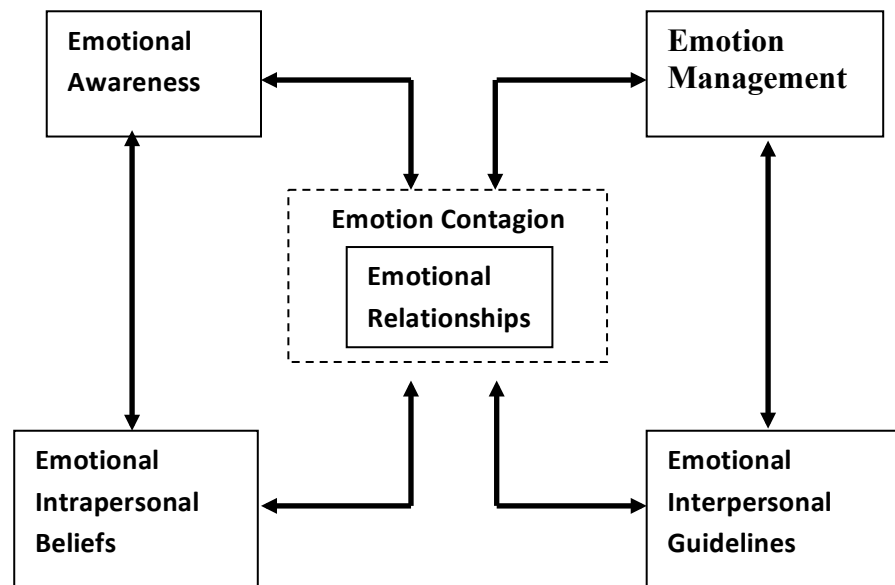 Emotional
Awareness
Emotion
Management
Emotion Contagion
Emotional
Relationships
Emotional
Intrapersonal
Beliefs
Emotional
Interpersonal
Guidelines